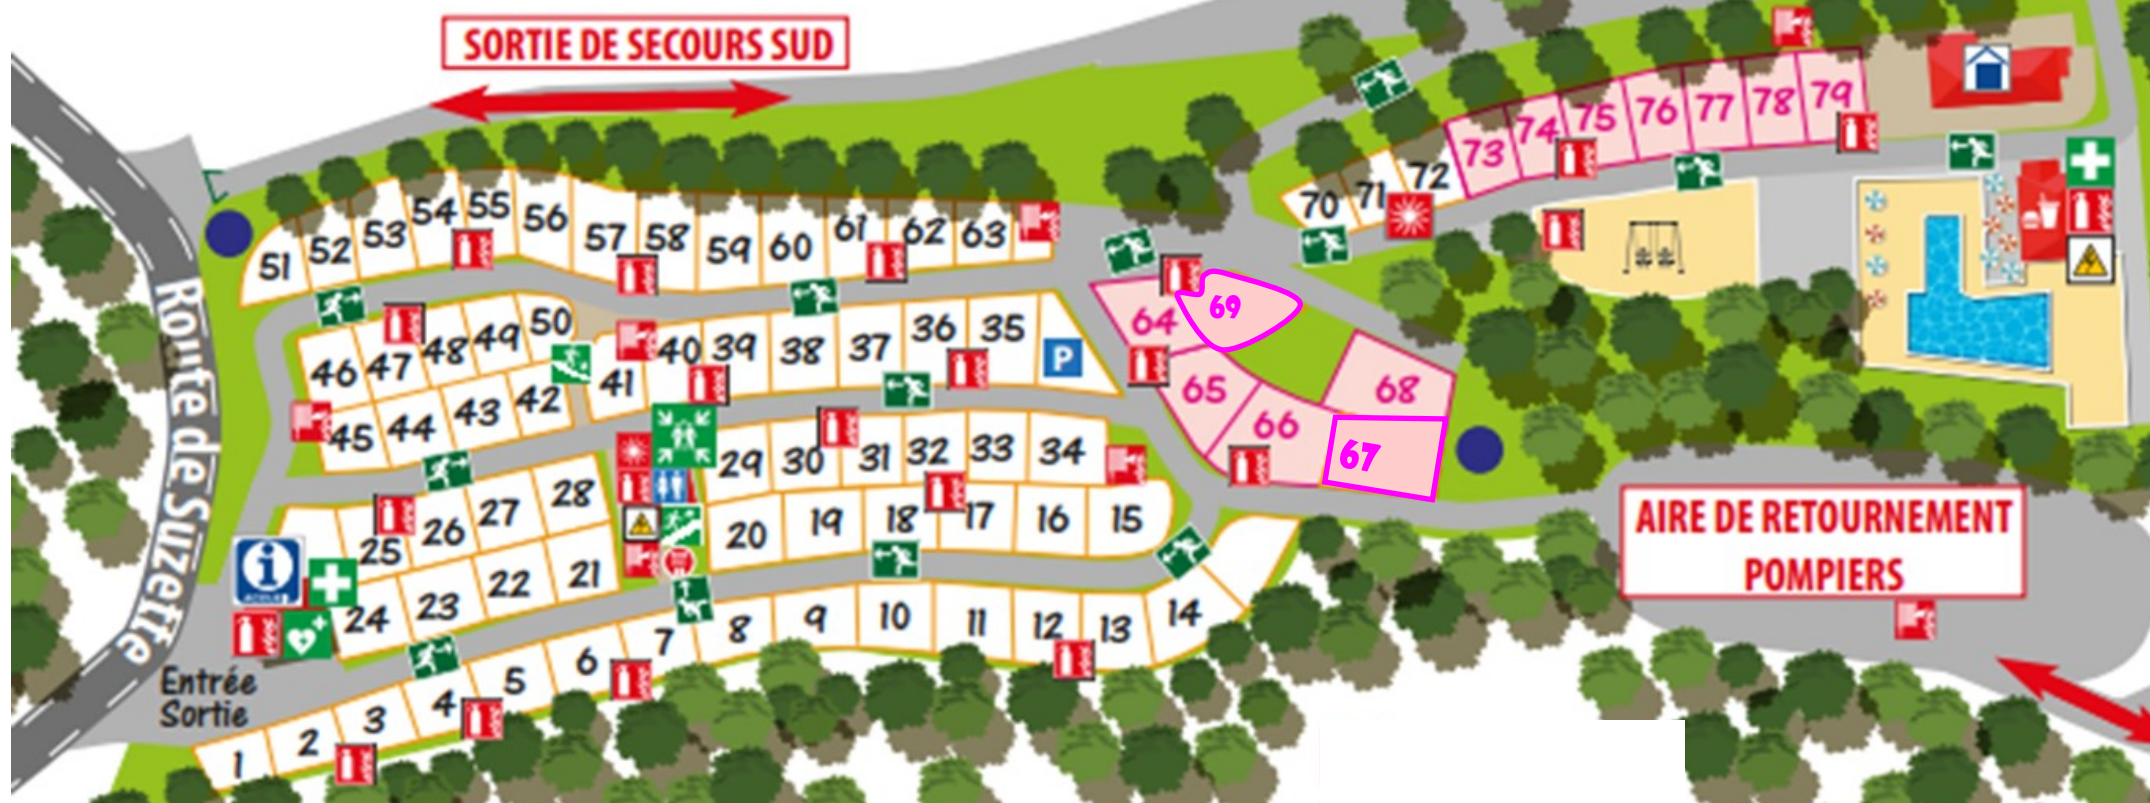 SORTIE DE SECOURS SUD
73 74 75 76 77 78 79
70 71 72
51 52 53 54 55 56 57 58 59 60 61 62 63
64 69
46 47 48 49 50
41 40 39 38 37 36 35 P
65 66 67 68
45 44 43 42
29 30 31 32 33 34
25 26 27 28
20 19 18 17 16 15
24 23 22 21
i
1 2 3 4 5 6 7 8 9 10 11 12 13 14
Route de Suzette
Entrée
Sortie
AIRE DE RETOURNEMENT
POMPIERS